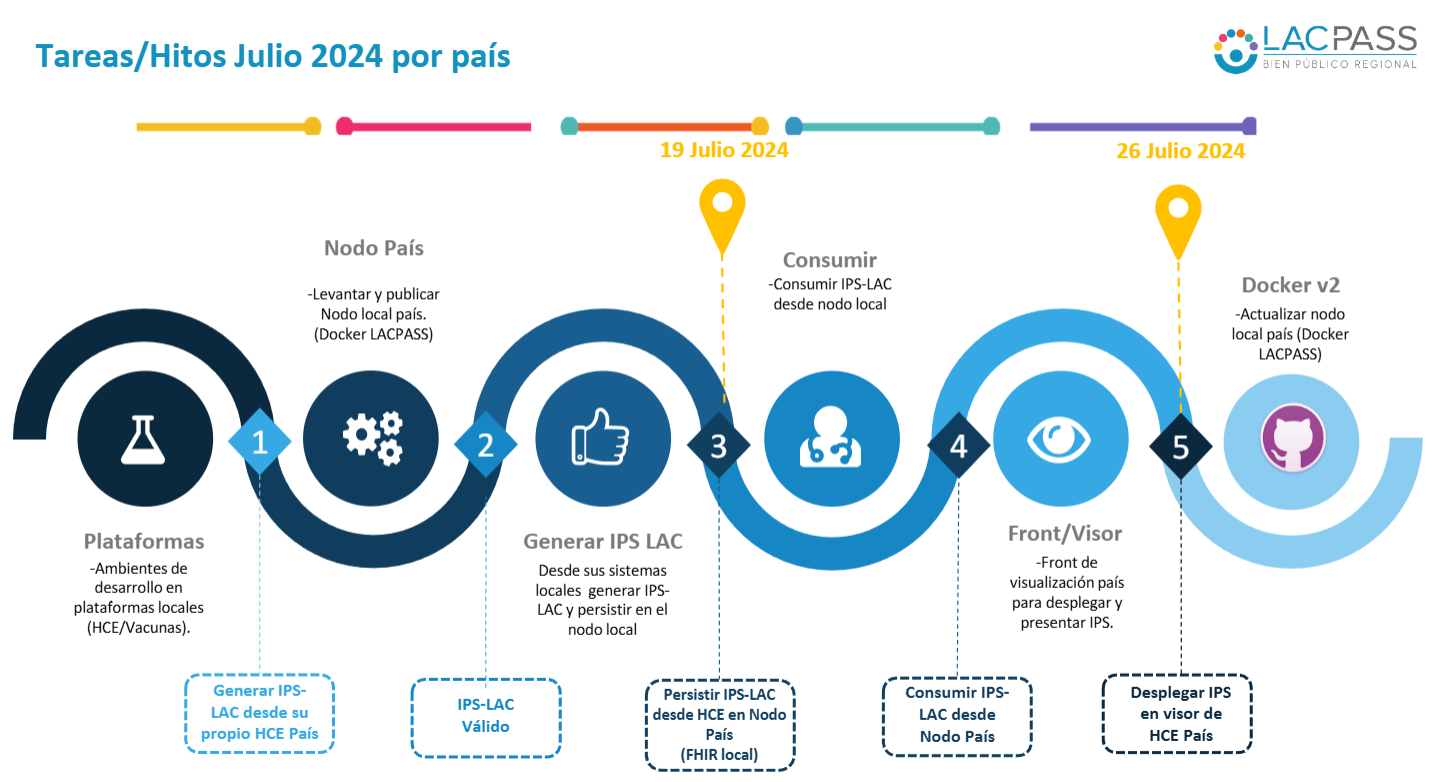 Tareas/Hitos Julio 2024 por país
LACPASS
BIEN PÚBLICO REGIONAL
19 Julio 2024
26 Julio 2024
Nodo País
-Levantar y publicar
Nodo local país.
(Docker LACPASS)
Consumir
-Consumir IPS-LAC
desde nodo local
Docker v2
-Actualizar nodo
local país (Docker
LACPASS)
1
2
3
4
5
Plataformas
-Ambientes de
desarrollo en
plataformas locales
(HCE/Vacunas).
Generar IPS LAC
Desde sus sistemas
locales generar IPS-
LAC y persistir en el
nodo local
Front/Visor
-Front de
visualización país
para desplegar y
presentar IPS.
Generar IPS-
LAC desde su
propio HCE País
IPS-LAC
Válido
Persistir IPS-LAC
desde HCE en Nodo
País
(FHIR local)
Consumir IPS-
LAC desde
Nodo País
Desplegar IPS
en visor de
HCE País